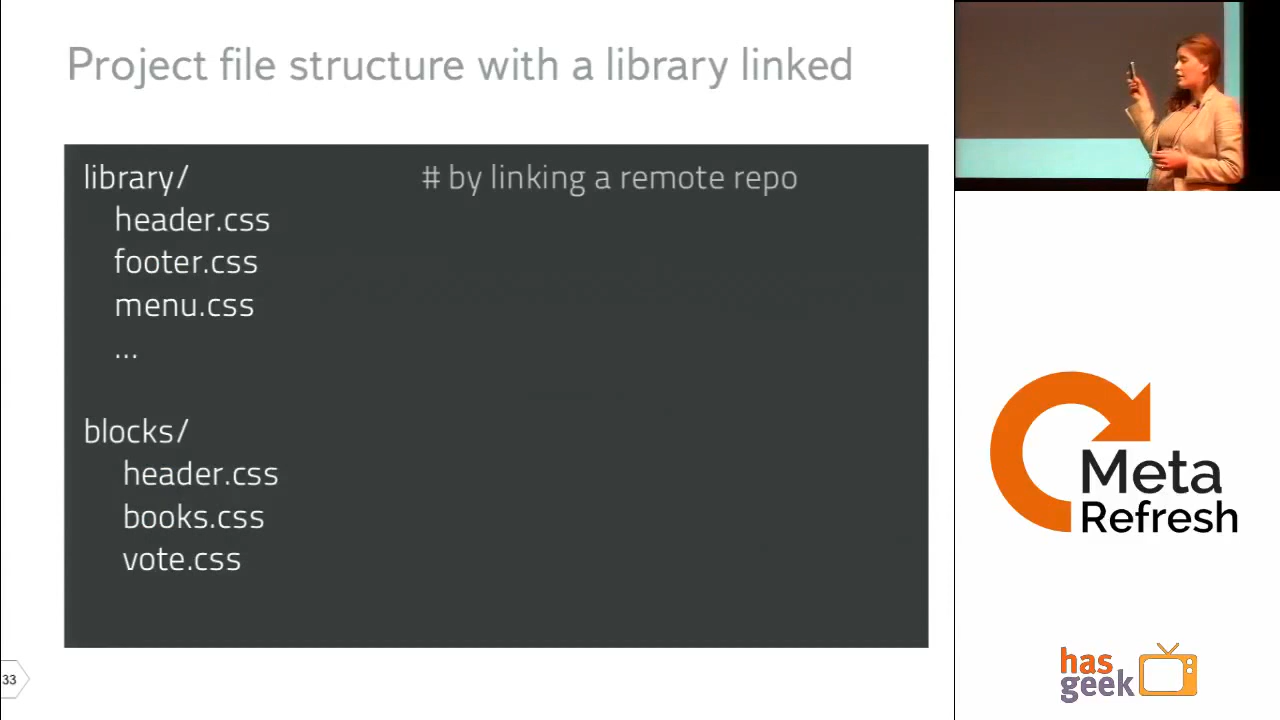 Project file structure with a library linked
library/ # by linking a remote repo
header.css
footer.css
menu.css
...
blocks/
header.css
books.css
vote.css
33
Meta
Refresh
has
geek